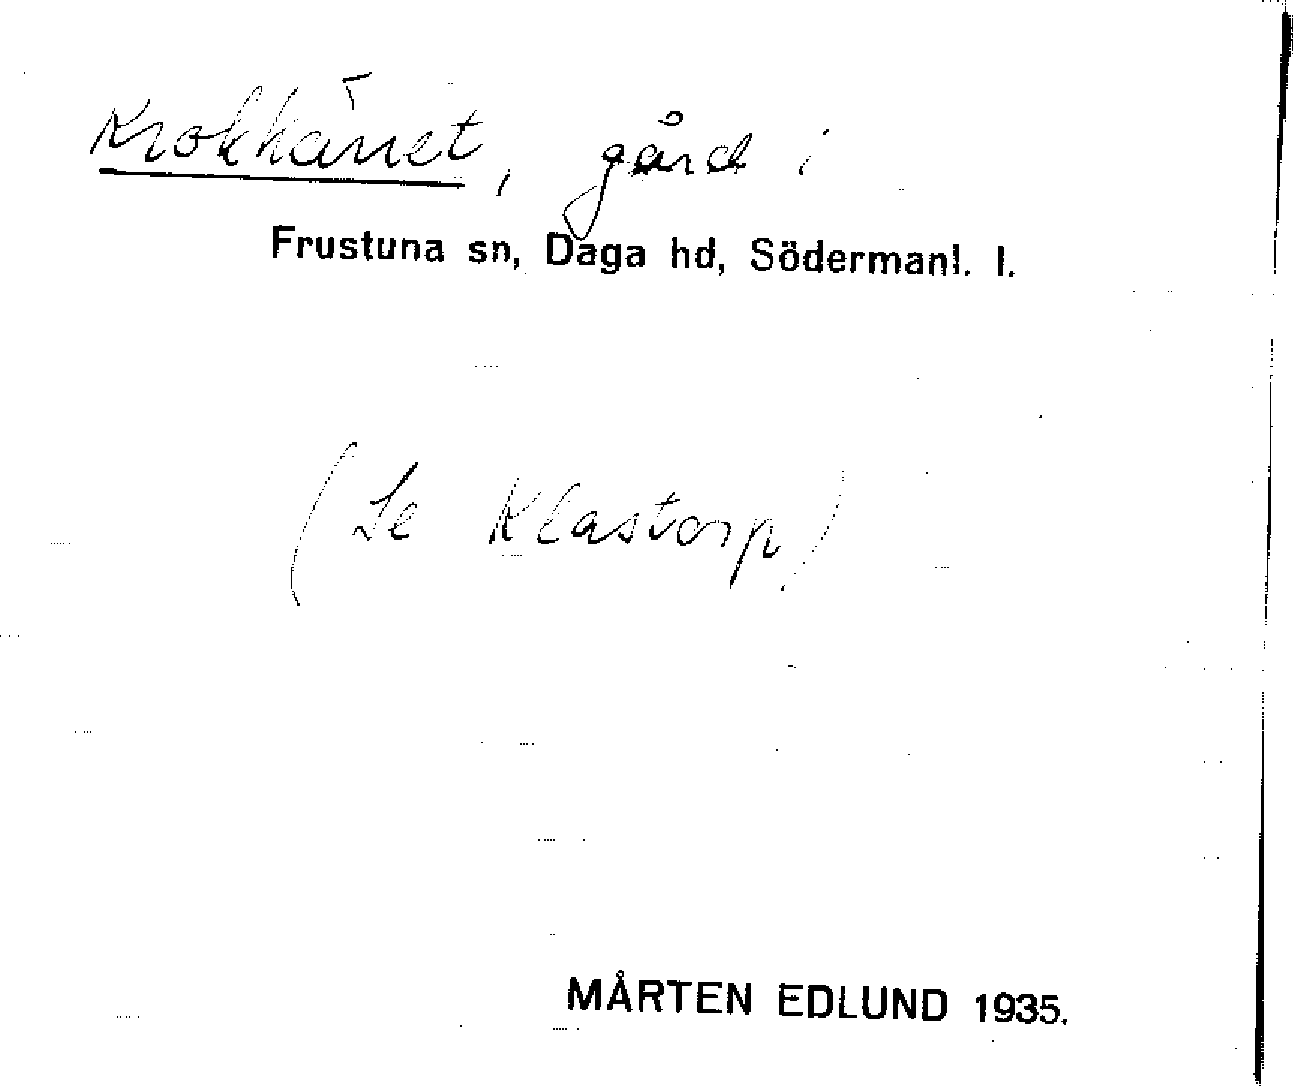 Krokkärret, gård i
Frustuna sn, Daga hd, Södermanl. l.
(Se Klastorp)
MÅRTEN EDLUND 1935.